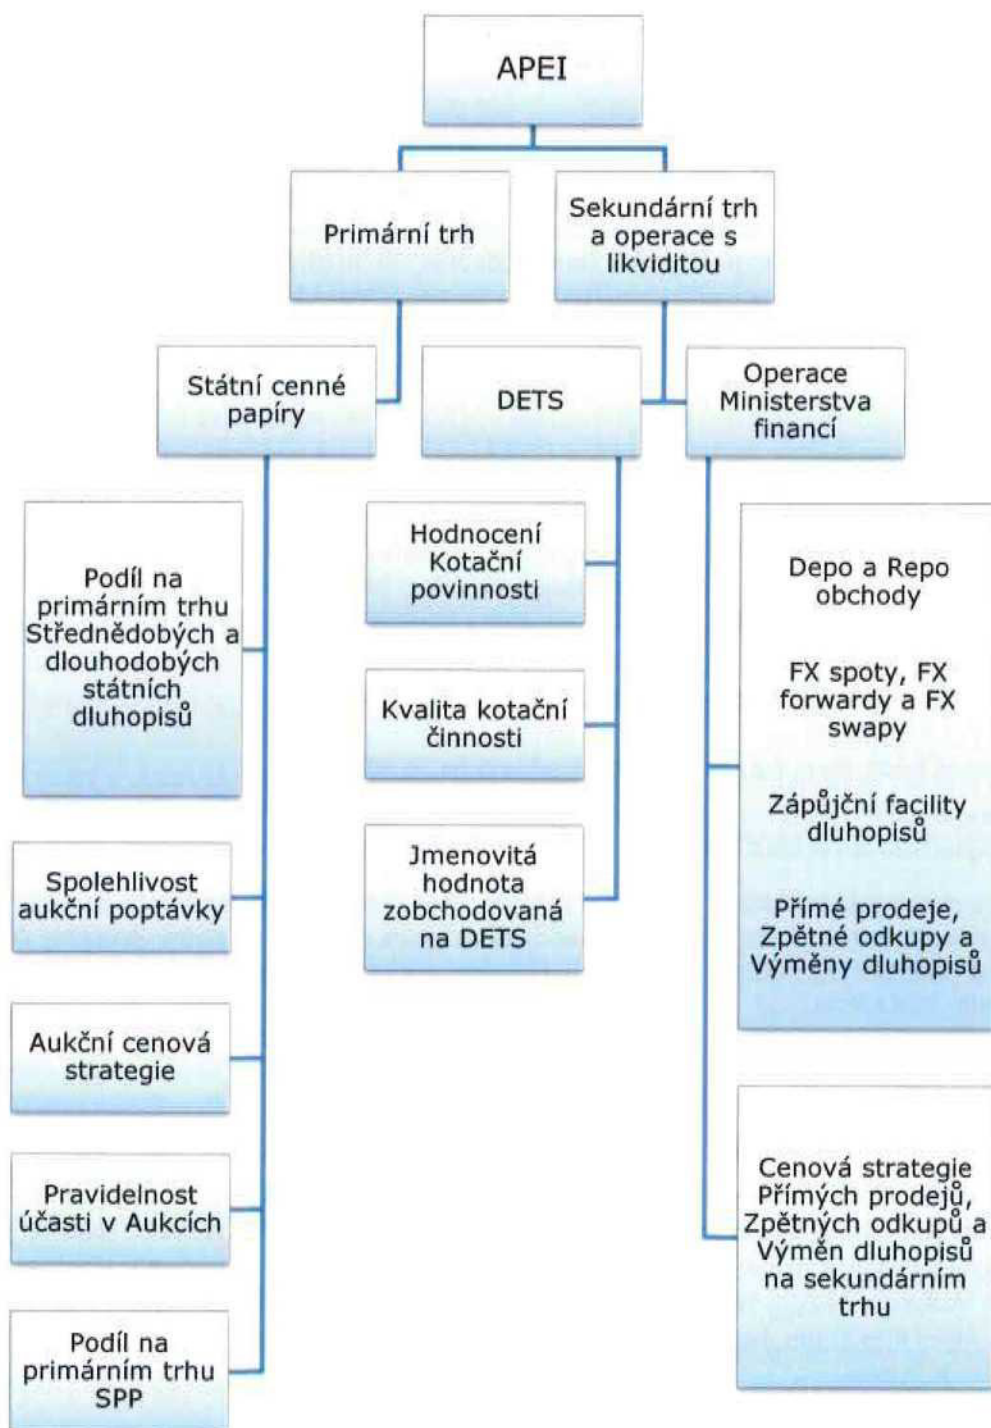 APEI
Primární trh
Sekundární trh
a operace s
likviditou
Státní cenné
papíry
DETS
Operace
Ministerstva
financí
Podíl na
primárním trhu
Střednědobých a
dlouhodobých
státních
dluhopisů
Spolehlivost
aukční poptávky
Aukční cenová
strategie
Pravidelnost
účasti v Aukcích
Podíl na
primárním trhu
SPP
Hodnocení
Kotační
povinnosti
Kvalita kotační
činnosti
Jmenovitá
hodnota
zobchodovaná
na DETS
Depo a Repo
obchody
FX spoty, FX
forwardy a FX
swapy
Zápůjční facility
dluhopisů
Přímé prodeje,
Zpětné odkupy a
Výměny dluhopisů
Cenová strategie
Přímých prodejů,
Zpětných odkupů a
Výměn dluhopisů
na sekundárním
trhu